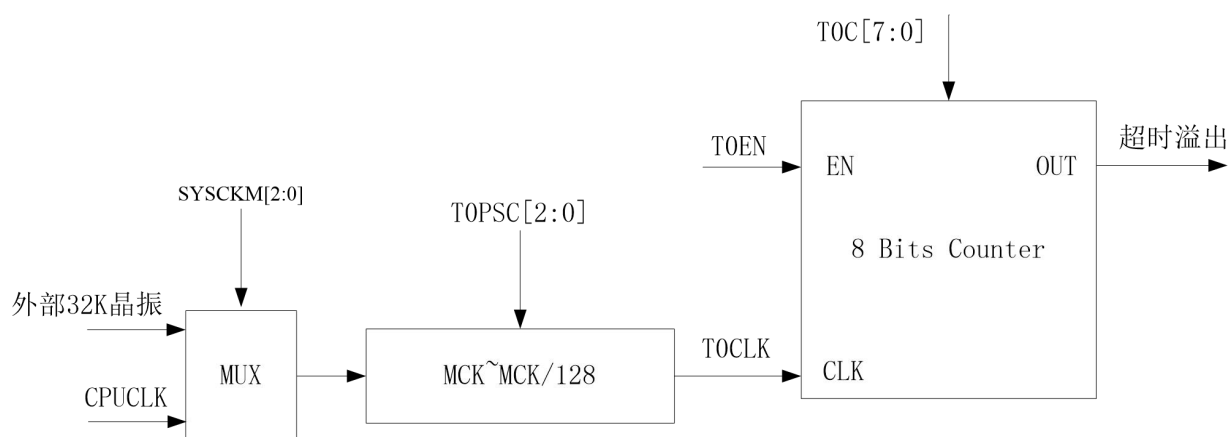 T0C[7:0]
T0EN
EN
OUT
超时溢出
SYSCKM[2:0]
T0PSC[2:0]
8 Bits Counter
外部32K晶振
MUX
MCK~MCK/128
T0CLK
CLK
CPUCLK